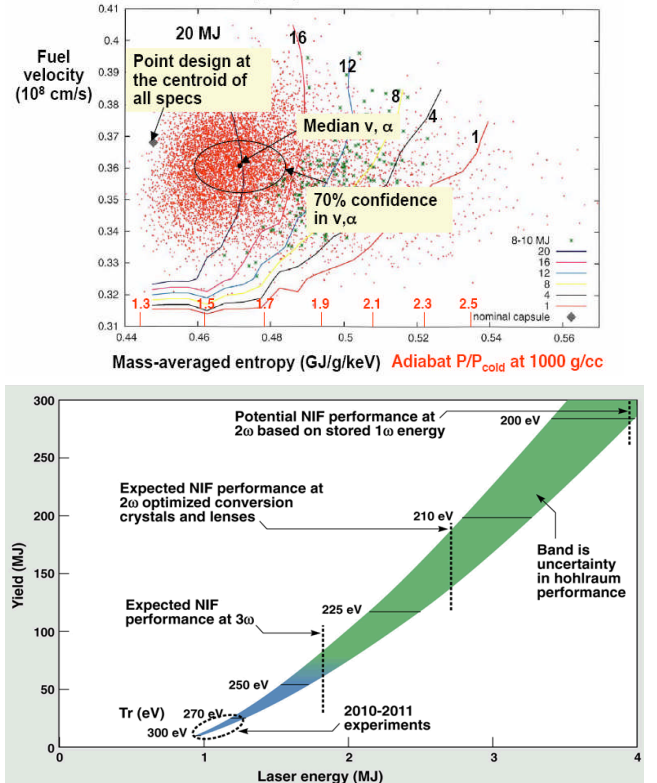 20 MJ
Fuel
velocity
(10⁸ cm/s)
Point design at
the centroid of
all specs
16
12
8
4
1
Median v, α
70% confidence
in v,α
0.4
0.39
0.38
0.37
0.36
0.35
0.34
0.33
0.32
0.31
8-10 MJ
20
16
12
8
4
1
nominal capsule
1.3
1.5
1.7
1.9
2.1
2.3
2.5
0.44
0.46
0.48
0.5
0.52
0.54
0.56
Mass-averaged entropy (GJ/g/keV)
Adiabat P/Pcold at 1000 g/cc
300
250
200
150
100
50
0
Yield (MJ)
Potential NIF performance at
2ω based on stored 1ω energy
200 eV
Expected NIF performance at
2ω optimized conversion
crystals and lenses
210 eV
Band is
uncertainty
in hohlraum
performance
Expected NIF
performance at 3ω
225 eV
250 eV
Tr (eV)
270 eV
300 eV
2010-2011
experiments
0
1
2
3
4
Laser energy (MJ)